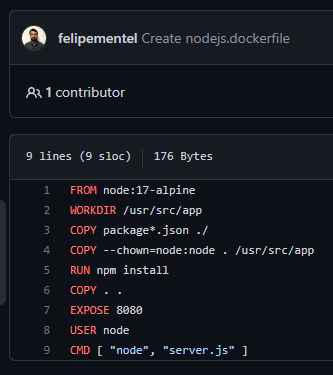 felipementel Create nodejs.dockerfile
1 contributor
9 lines (9 sloc) 176 Bytes
1 FROM node:17-alpine
2 WORKDIR /usr/src/app
3 COPY package*.json ./
4 COPY --chown=node:node . /usr/src/app
5 RUN npm install
6 COPY . .
7 EXPOSE 8080
8 USER node
9 CMD [ "node", "server.js" ]